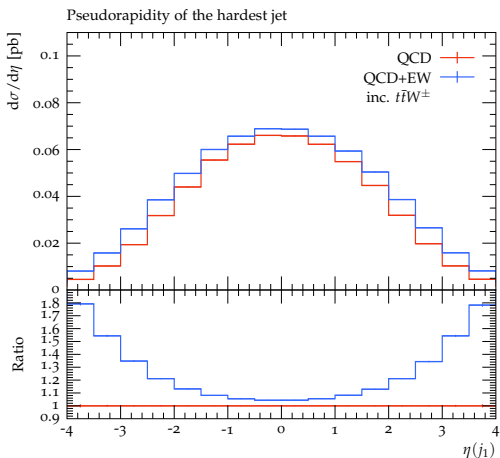 Pseudorapidity of the hardest jet
dσ/dη [pb]
QCD
QCD+EW
inc. tt̄W±
0.1
0.08
0.06
0.04
0.02
0
Ratio
1.8
1.7
1.6
1.5
1.4
1.3
1.2
1.1
1
0.9
-4 -3 -2 -1 0 1 2 3 4
η(j₁)